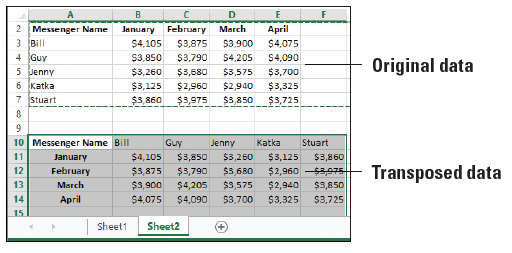 A B C D E F
2 Messenger Name January February March April
3 Bill $4,105 $3,875 $3,900 $4,075
4 Guy $3,850 $3,790 $4,205 $4,090
5 Jenny $3,260 $3,680 $3,575 $3,700
6 Katka $3,125 $2,960 $2,940 $3,325
7 Stuart $3,860 $3,975 $3,850 $3,725
8
9
10 Messenger Name Bill Guy Jenny Katka Stuart
11 January $4,105 $3,850 $3,260 $3,125 $3,860
12 February $3,875 $3,790 $3,680 $2,960 $3,975
13 March $3,900 $4,205 $3,575 $2,940 $3,850
14 April $4,075 $4,090 $3,700 $3,325 $3,725
15
Sheet1 Sheet2
Original data
Transposed data